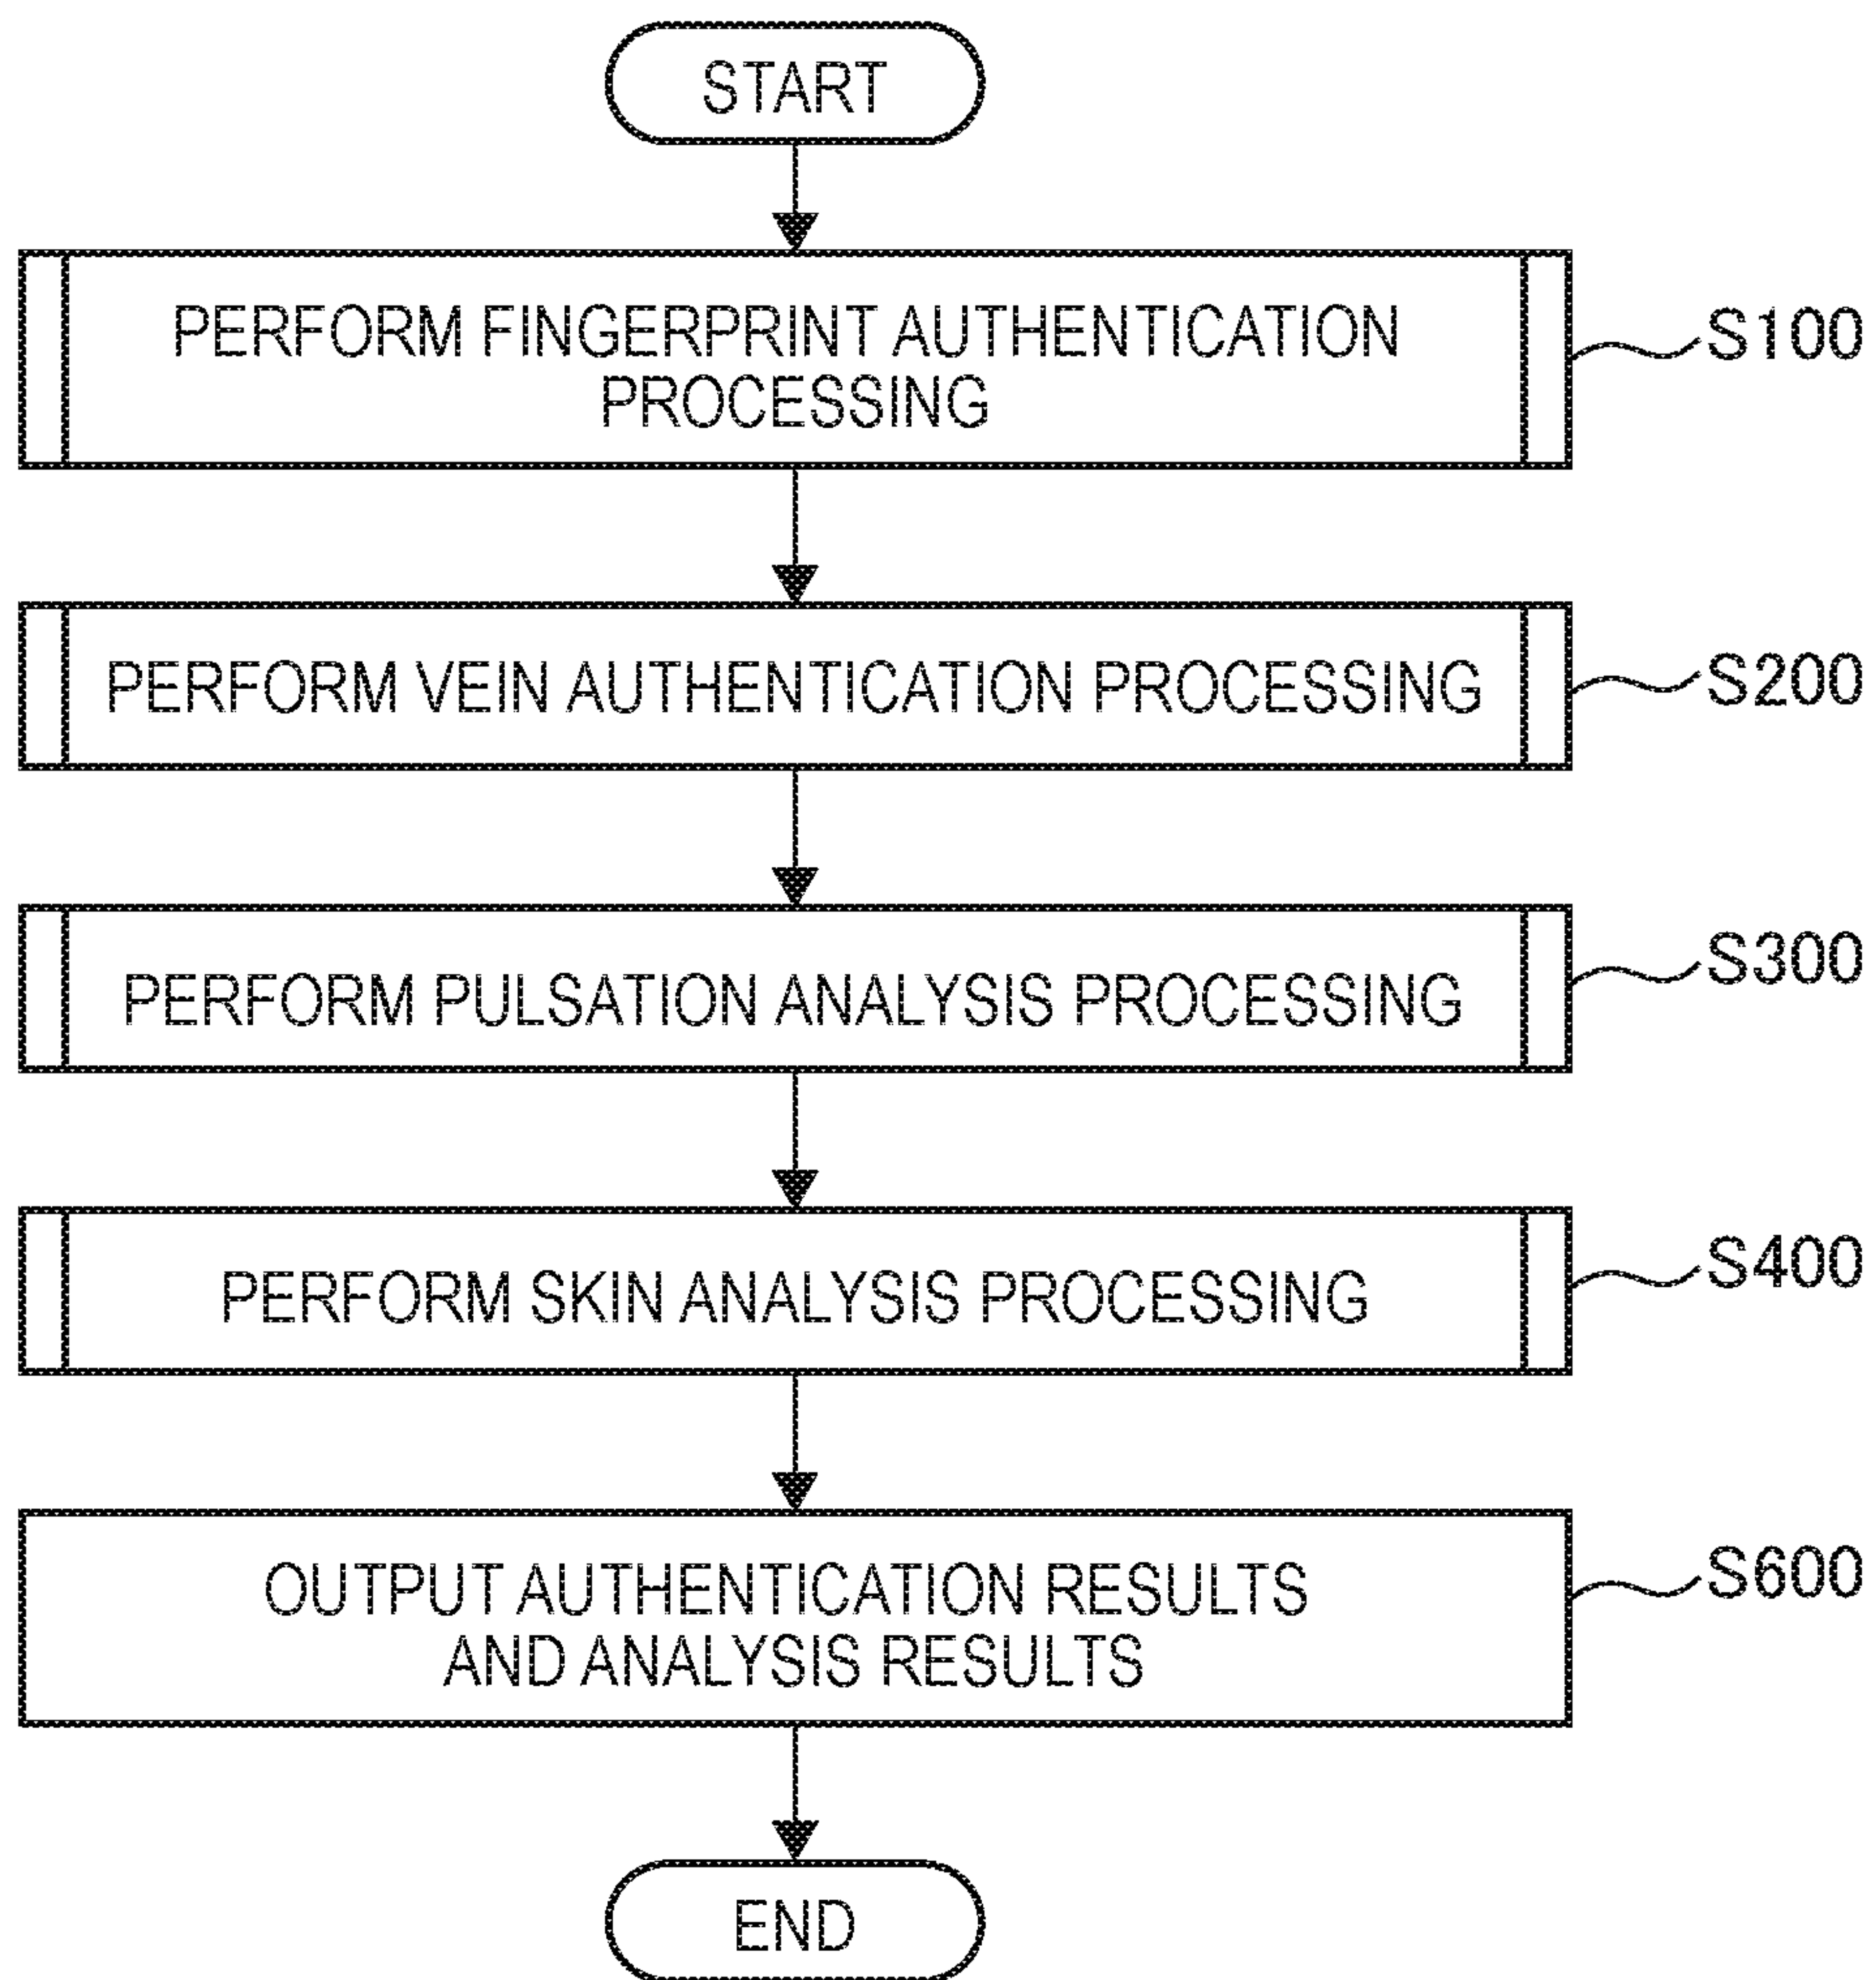 START
PERFORM FINGERPRINT AUTHENTICATION
PROCESSING
S100
PERFORM VEIN AUTHENTICATION PROCESSING
S200
PERFORM PULSATION ANALYSIS PROCESSING
S300
PERFORM SKIN ANALYSIS PROCESSING
S400
OUTPUT AUTHENTICATION RESULTS
AND ANALYSIS RESULTS
S600
END